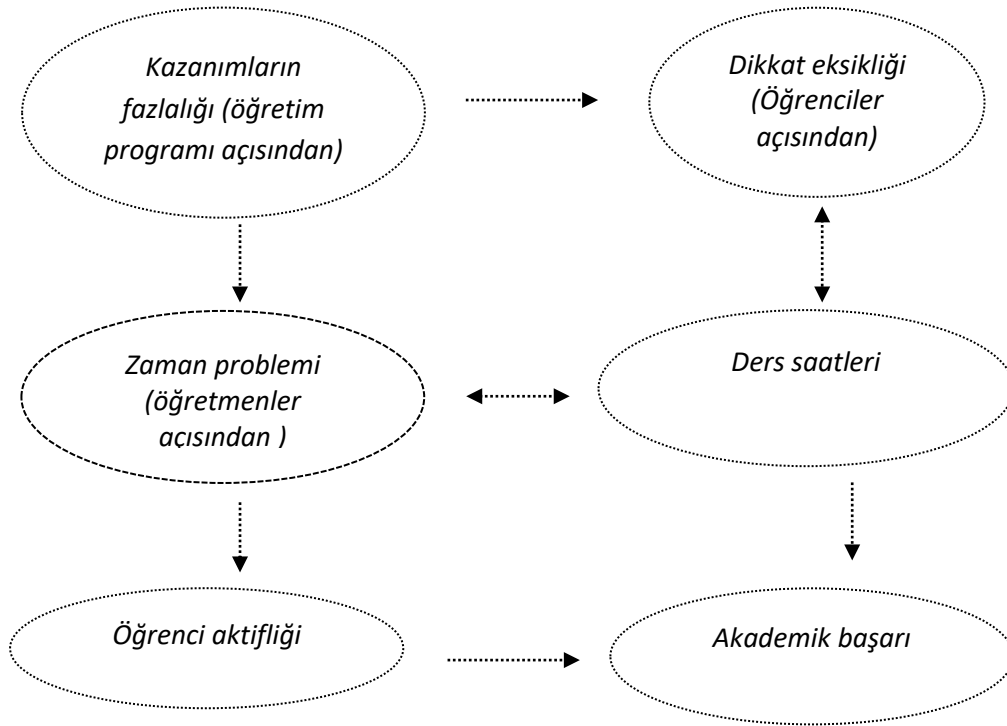 Kazanımların
fazlalığı (öğretim
programı açısından)
Dikkat eksikliği
(Öğrenciler
açısından)
Zaman problemi
(öğretmenler
açısından )
Ders saatleri
Öğrenci aktifliği
Akademik başarı